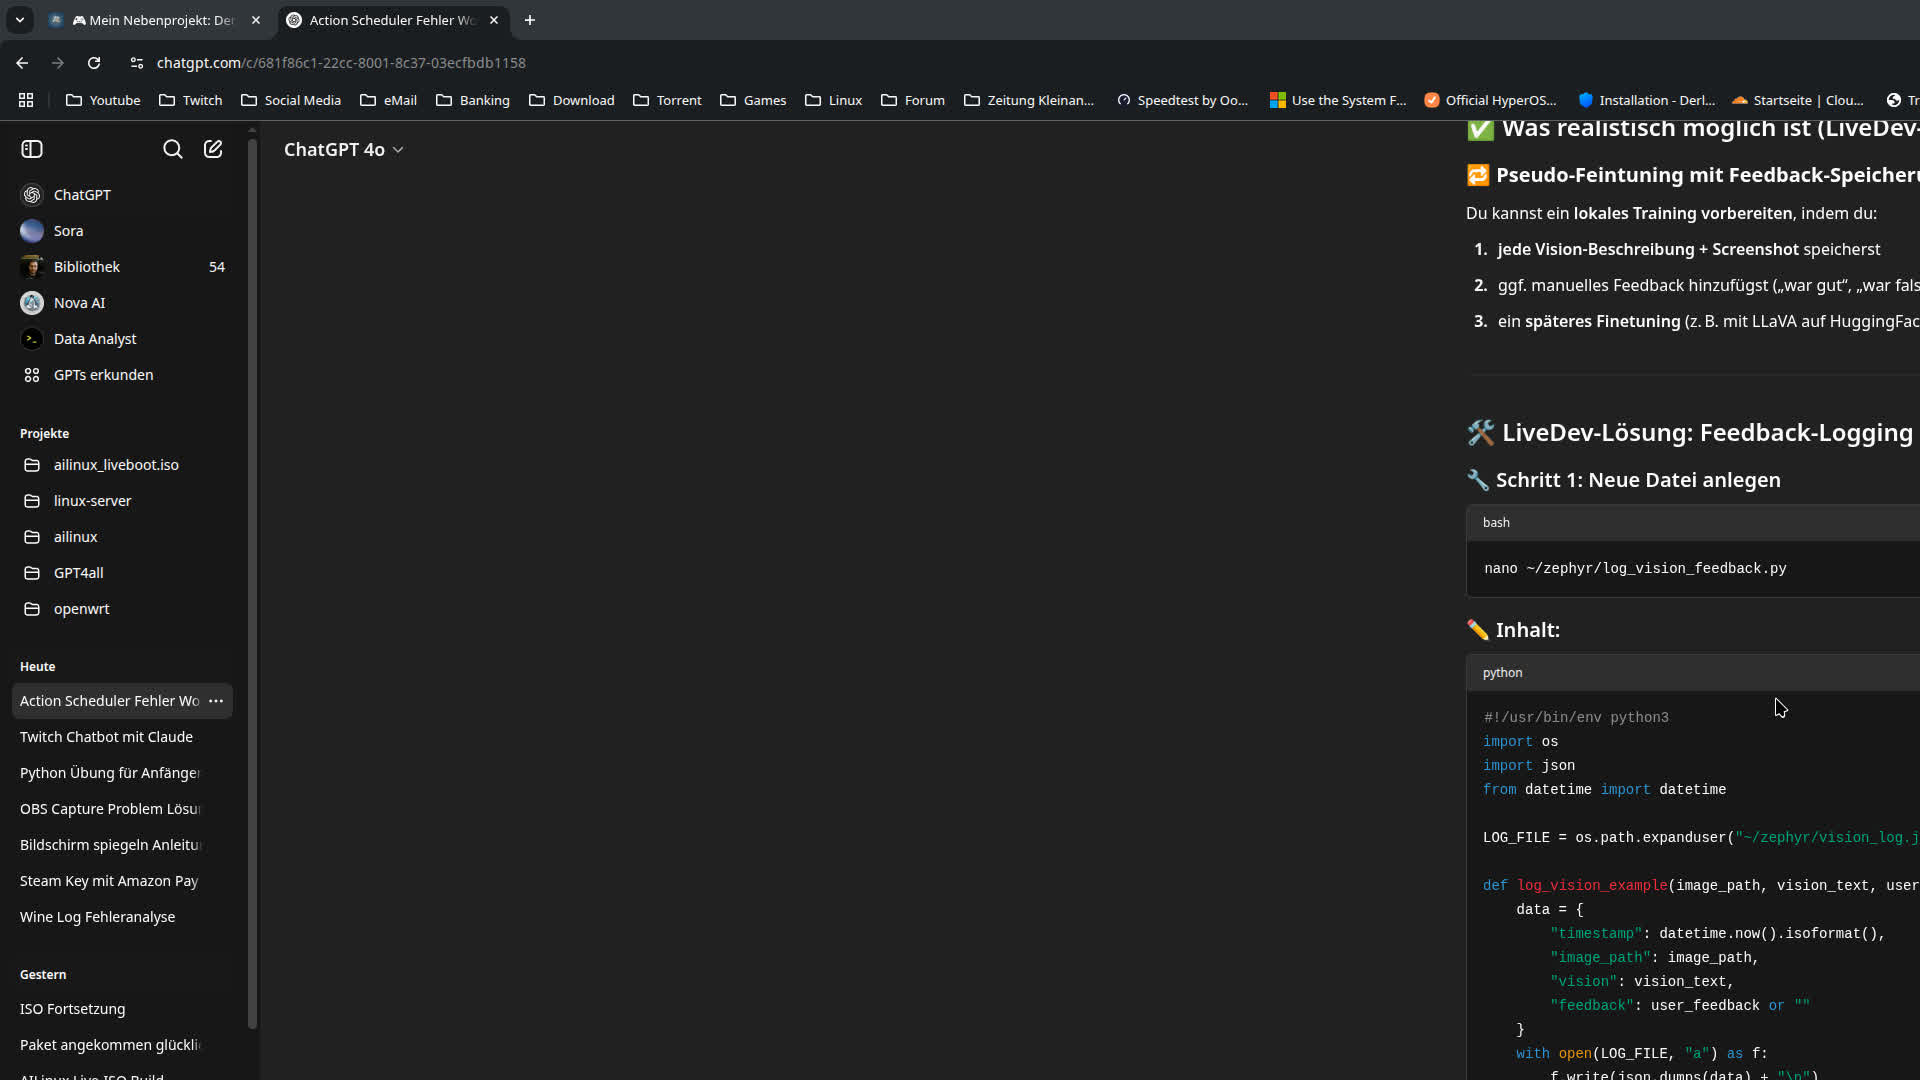 Mein Nebenprojekt: Der
Action Scheduler Fehler Wo
chatgpt.com/c/681f86c1-22cc-8001-8c37-03ecfbdb1158
Youtube
Twitch
Social Media
eMail
Banking
Download
Torrent
Games
Linux
Forum
Zeitung Kleinan...
Speedtest by Oo...
Use the System F...
Official HyperOS...
Installation - Derl...
Startseite | Clou...
Tr
ChatGPT
Sora
Bibliothek 54
Nova AI
Data Analyst
GPTs erkunden
Projekte
ailinux_liveboot.iso
linux-server
ailinux
GPT4all
openwrt
Heute
Action Scheduler Fehler Wo
Twitch Chatbot mit Claude
Python Übung für Anfänger
OBS Capture Problem Lösu
Bildschirm spiegeln Anleitu
Steam Key mit Amazon Pay
Wine Log Fehleranalyse
Gestern
ISO Fortsetzung
Paket angekommen glückli
AILinux Live ISO Build
ChatGPT 4o
✅ Was realistisch möglich ist (LiveDev-
🔁 Pseudo-Feintuning mit Feedback-Speicheru
Du kannst ein lokales Training vorbereiten, indem du:
1. jede Vision-Beschreibung + Screenshot speicherst
2. ggf. manuelles Feedback hinzufügst („war gut“, „war fals
3. ein späteres Finetuning (z. B. mit LLaVA auf HuggingFac
🛠️ LiveDev-Lösung: Feedback-Logging
🔧 Schritt 1: Neue Datei anlegen
bash
nano ~/zephyr/log_vision_feedback.py
✏️ Inhalt:
python
#!/usr/bin/env python3
import os
import json
from datetime import datetime
LOG_FILE = os.path.expanduser("~/zephyr/vision_log.j
def log_vision_example(image_path, vision_text, user
    data = {
        "timestamp": datetime.now().isoformat(),
        "image_path": image_path,
        "vision": vision_text,
        "feedback": user_feedback or ""
    }
    with open(LOG_FILE, "a") as f:
        f.write(json.dumps(data) + "\n")